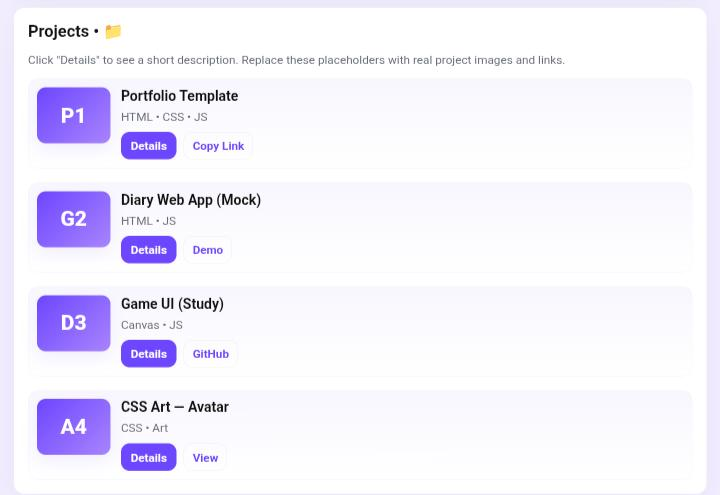 Projects • 📁
Click "Details" to see a short description. Replace these placeholders with real project images and links.
P1
Portfolio Template
HTML • CSS • JS
Details Copy Link
G2
Diary Web App (Mock)
HTML • JS
Details Demo
D3
Game UI (Study)
Canvas • JS
Details GitHub
A4
CSS Art — Avatar
CSS • Art
Details View